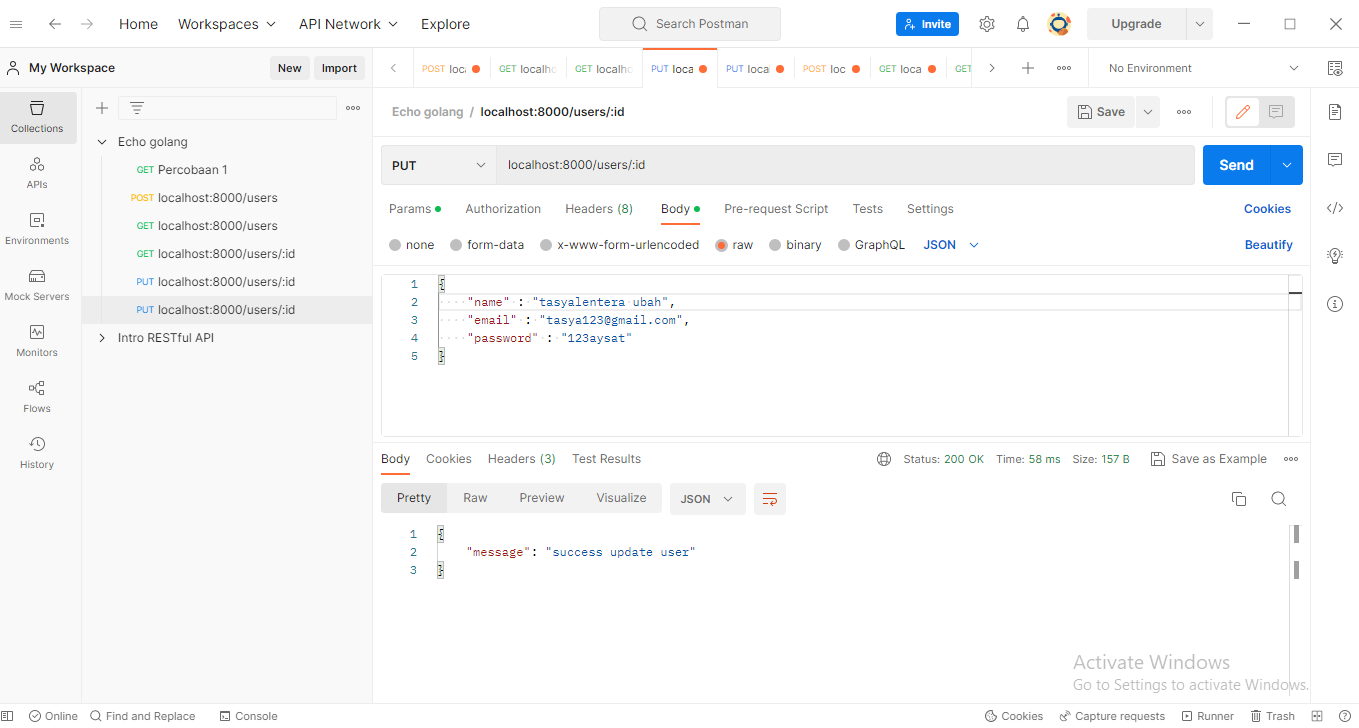 Home Workspaces API Network Explore Search Postman Invite Upgrade
My Workspace New Import POST loc GET localh GET localh PUT loca PUT loca POST loc GET loca GET No Environment
Collections
APIs
Environments
Mock Servers
Monitors
Flows
History
Echo golang
GET Percobaan 1
POST localhost:8000/users
GET localhost:8000/users
GET localhost:8000/users/:id
PUT localhost:8000/users/:id
PUT localhost:8000/users/:id
Intro RESTful API
Echo golang / localhost:8000/users/:id Save
PUT localhost:8000/users/:id Send
Params Authorization Headers (8) Body Pre-request Script Tests Settings Cookies
none form-data x-www-form-urlencoded raw binary GraphQL JSON Beautify
1 {
2 "name" : "tasyalentera ubah",
3 "email" : "tasya123@gmail.com",
4 "password" : "123aysat"
5 }
Body Cookies Headers (3) Test Results Status: 200 OK Time: 58 ms Size: 157 B Save as Example
Pretty Raw Preview Visualize JSON
1 {
2 "message": "success update user"
3 }
Activate Windows
Go to Settings to activate Windows.
Online Find and Replace Console Cookies Capture requests Runner Trash